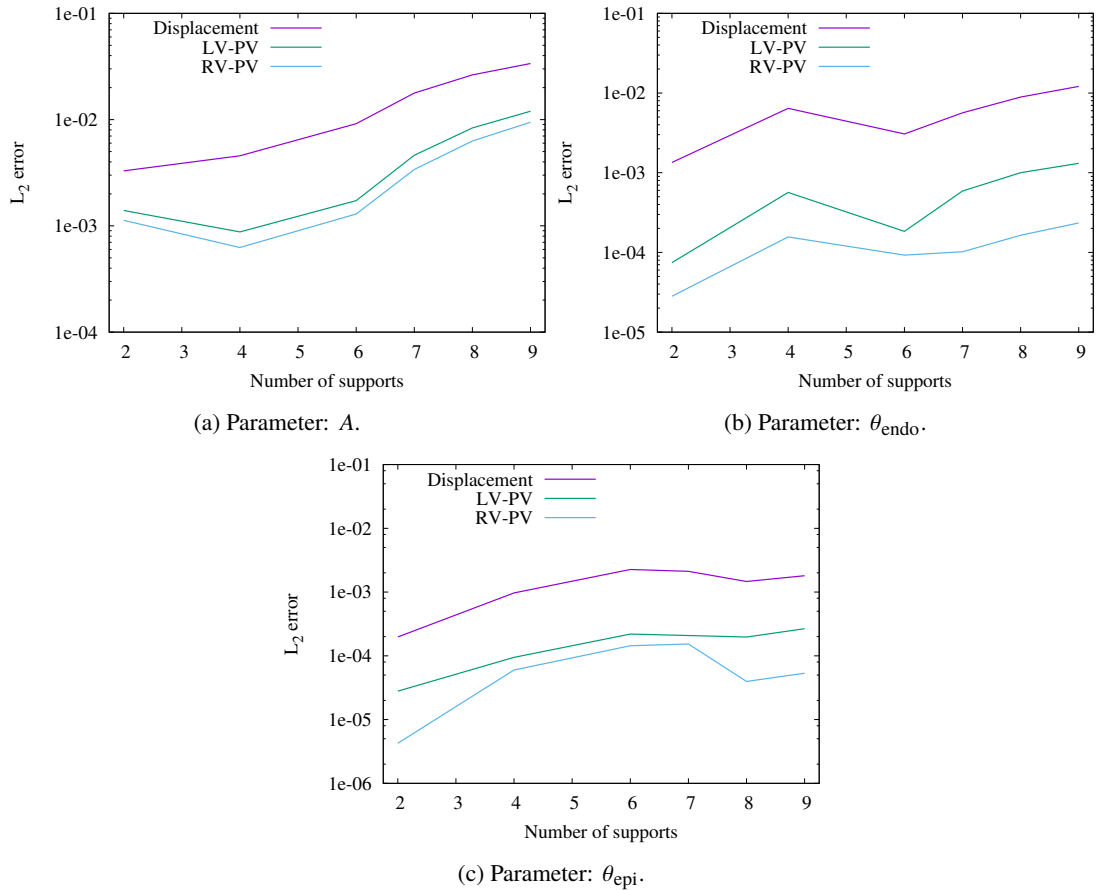 1e-01
1e-02
1e-03
1e-04
L2 error
Displacement
LV-PV
RV-PV
2 3 4 5 6 7 8 9
Number of supports
(a) Parameter: A.
1e-01
1e-02
1e-03
1e-04
1e-05
L2 error
Displacement
LV-PV
RV-PV
2 3 4 5 6 7 8 9
Number of supports
(b) Parameter: θendo.
1e-01
1e-02
1e-03
1e-04
1e-05
1e-06
L2 error
Displacement
LV-PV
RV-PV
2 3 4 5 6 7 8 9
Number of supports
(c) Parameter: θepi.